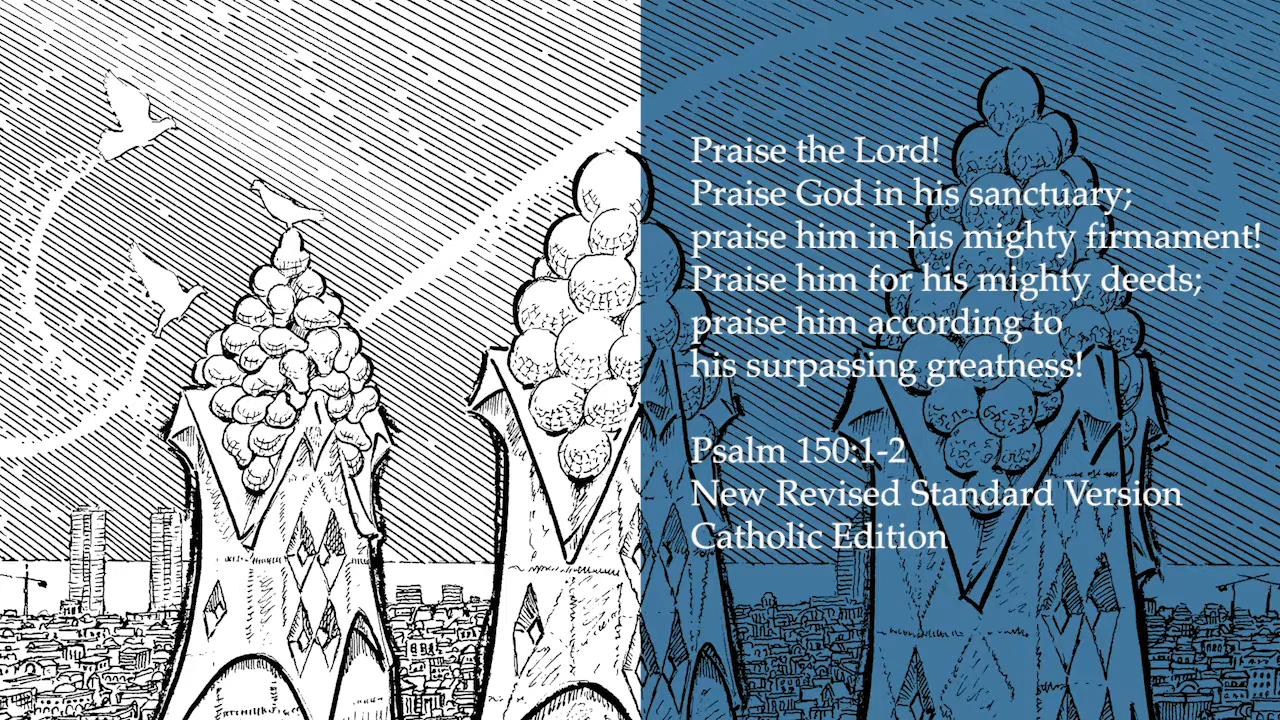 Praise the Lord!
Praise God in his sanctuary;
praise him in his mighty firmament!
Praise him for his mighty deeds;
praise him according to
his surpassing greatness!
Psalm 150:1-2
New Revised Standard Version
Catholic Edition